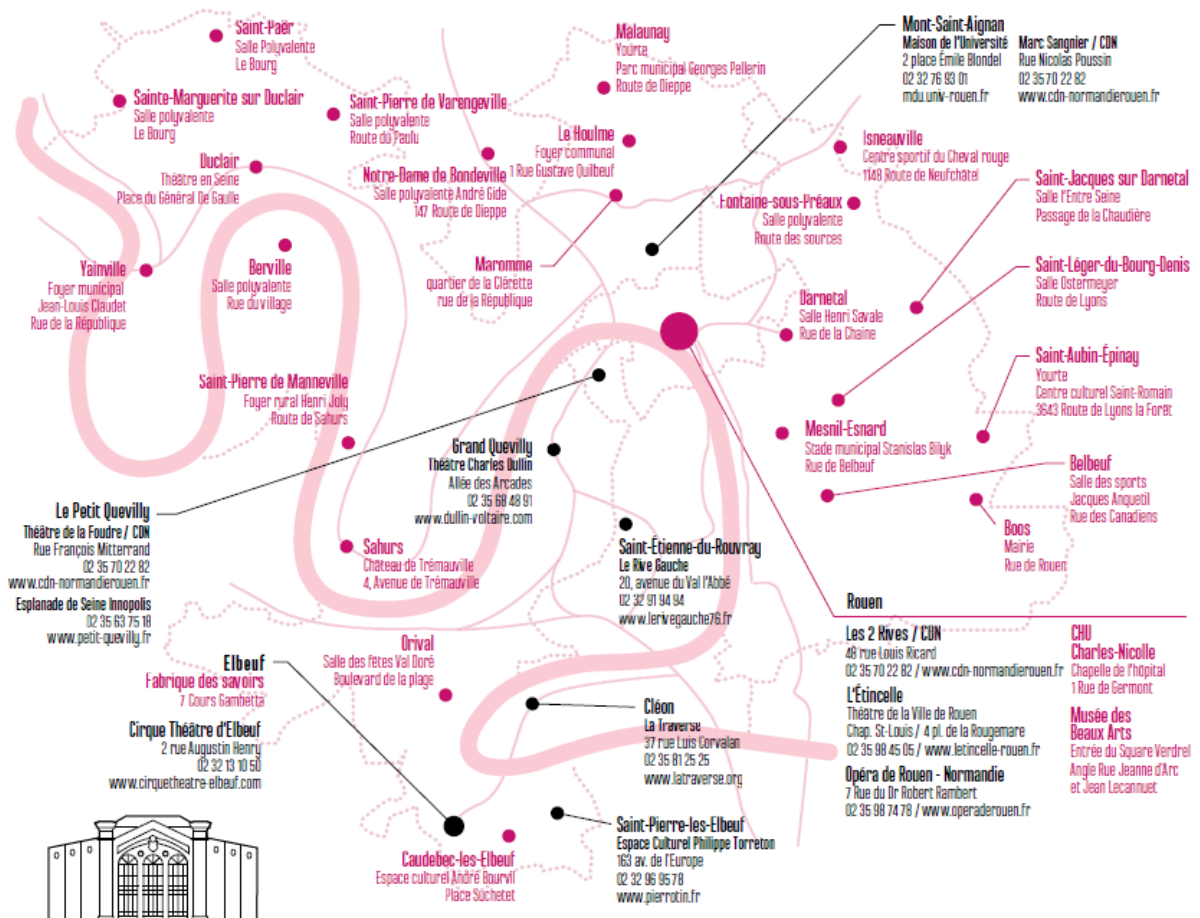 Saint-Paër
Salle Polyvalente
Le Bourg
Sainte-Marguerite sur Duclair
Salle polyvalente
Le Bourg
Saint-Pierre de Varengeville
Salle polyvalente
Route du Paulu
Duclair
Théâtre en Seine
Place du Général De Gaulle
Notre-Dame de Bondeville
Salle polyvalente André Gide
147 Route de Dieppe
Malaunay
Yourte
Parc municipal Georges Pellerin
Route de Dieppe
Le Houlme
Foyer communal
1 Rue Gustave Quilbeuf
Mont-Saint-Aignan
Maison de l'Université
2 place Émile Blondel
02 32 76 93 01
mdu.univ-rouen.fr
Marc Sangnier / CDN
Rue Nicolas Poussin
02 35 70 22 82
www.cdn-normandierouen.fr
Isneauville
Centre sportif du Cheval rouge
1148 Route de Neufchâtel
Fontaine-sous-Préaux
Salle polyvalente
Route des sources
Saint-Jacques sur Darnetal
Salle l'Entre Seine
Passage de la Chaudière
Yainville
Foyer municipal
Jean-Louis Claudet
Rue de la République
Berville
Salle polyvalente
Rue du village
Maromme
quartier de la Clérette
rue de la République
Saint-Léger-du-Bourg-Denis
Salle Ostermeyer
Route de Lyons
Darnetal
Salle Henri Savale
Rue de la Chaine
Saint-Aubin-Épinay
Yourte
Centre culturel Saint-Romain
3643 Route de Lyons la Forêt
Saint-Pierre de Manneville
Foyer rural Henri Joly
Route de Sahurs
Mesnil-Esnard
Stade municipal Stanislas Bilyk
Rue de Belbeuf
Grand Quevilly
Théâtre Charles Dullin
Allée des Arcades
02 35 68 48 91
www.dullin-voltaire.com
Belbeuf
Salle des sports
Jacques Anquetil
Rue des Canadiens
Boos
Mairie
Rue de Rouen
Le Petit Quevilly
Théâtre de la Foudre / CDN
Rue François Mitterrand
02 35 70 22 82
www.cdn-normandierouen.fr
Esplanade de Seine Innopolis
02 35 63 75 18
www.petit-quevilly.fr
Sahurs
Château de Trémauville
4, Avenue de Trémauville
Saint-Étienne-du-Rouvray
Le Rive Gauche
20, avenue du Val l'Abbé
02 32 91 94 94
www.lerivegauche76.fr
Rouen
Les 2 Rives / CDN
48 rue Louis Ricard
02 35 70 22 82 / www.cdn-normandierouen.fr
L'Étincelle
Théâtre de la Ville de Rouen
Chap. St-Louis / 4 pl. de la Rougemare
02 35 98 45 05 / www.letincelle-rouen.fr
Opéra de Rouen - Normandie
7 Rue du Dr Robert Rambert
02 35 98 74 78 / www.operaderouen.fr
CHU
Charles-Nicolle
Chapelle de l'hôpital
1 Rue de Germont
Musée des
Beaux Arts
Entrée du Square Verdrel
Angle Rue Jeanne d'Arc
et Jean Lecannuet
Orival
Salle des fêtes Val Doré
Boulevard de la plage
Elbeuf
Fabrique des savoirs
7 Cours Gambetta
Cirque Théâtre d'Elbeuf
2 rue Augustin Henry
02 32 13 10 50
www.cirquetheatre-elbeuf.com
Cléon
La Traverse
37 rue Luis Corvalan
02 35 81 25 25
www.latraverse.org
Saint-Pierre-les-Elbeuf
Espace Culturel Philippe Torreton
163 av. de l'Europe
02 32 96 95 78
www.pierrotin.fr
Caudebec-les-Elbeuf
Espace culturel André Bourvil
Place Suchetet